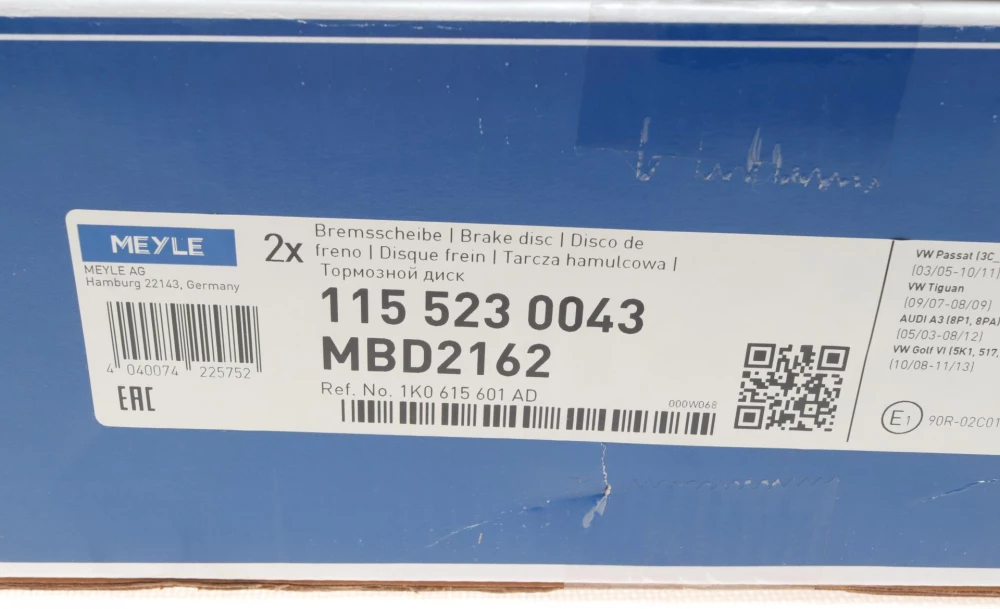 MEYLE
MEYLE AG
Hamburg 22143, Germany
4 040074 225752
EAC
2x
Bremsscheibe | Brake disc | Disco de
freno | Disque frein | Tarcza hamulcowa |
Тормозной диск
115 523 0043
MBD2162
Ref. No. 1K0 615 601 AD
000W068
VW Passat (3C_
(03/05-10/11)
VW Tiguan
(09/07-08/09)
AUDI A3 (8P1, 8PA)
(05/03-08/12)
VW Golf VI (5K1, 517,
(10/08-11/13)
E1 90R-02C01